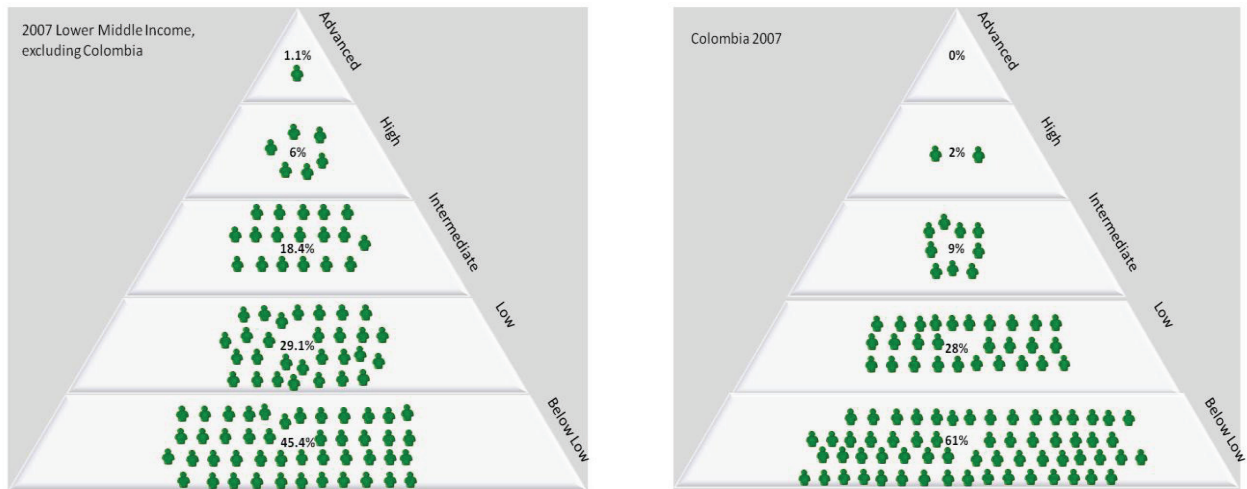 2007 Lower Middle Income,
excluding Colombia
1.1%
Advanced
6%
High
18.4%
Intermediate
29.1%
Low
45.4%
Below Low
Colombia 2007
0%
Advanced
2%
High
9%
Intermediate
28%
Low
61%
Below Low